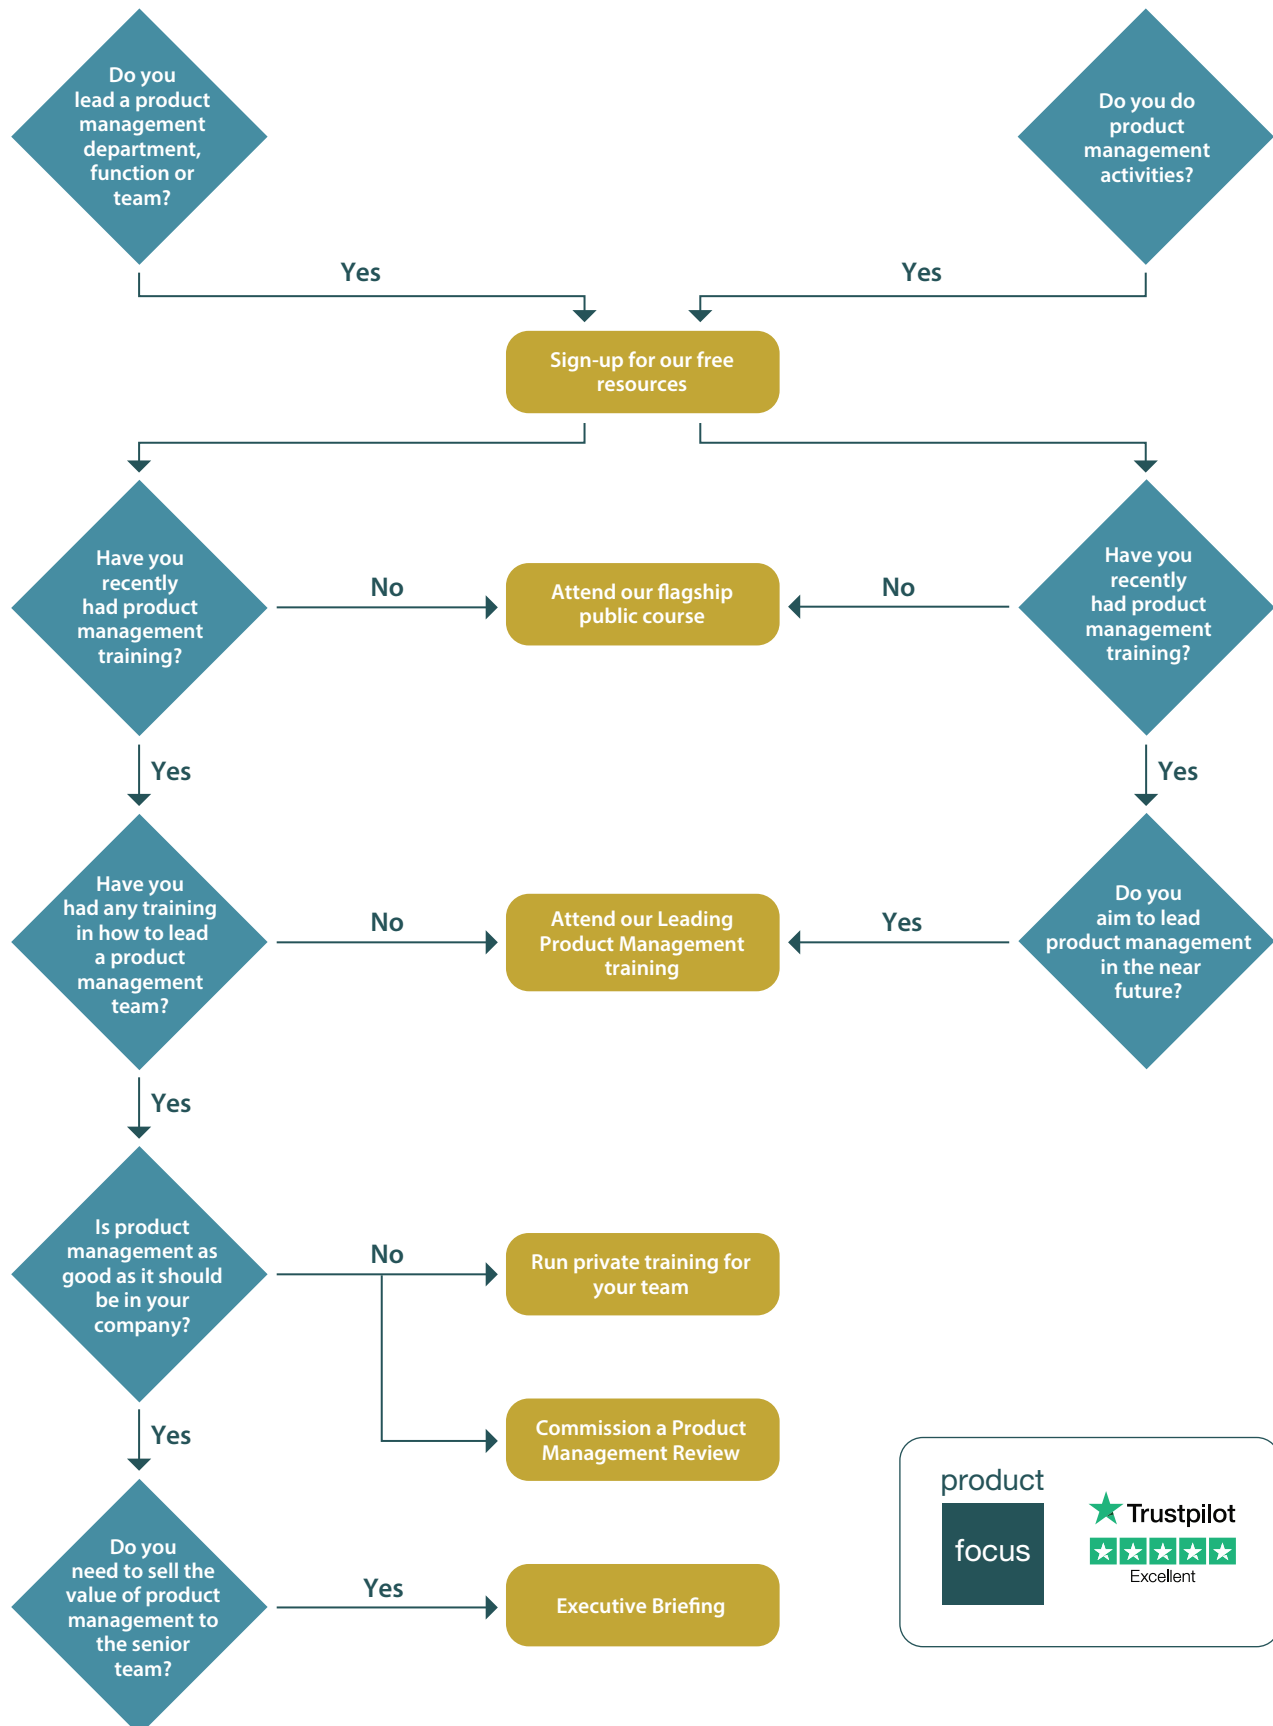 Do you
lead a product
management
department,
function or
team?
Do you do
product
management
activities?
Yes
Yes
Sign-up for our free
resources
Have you
recently
had product
management
training?
No
Attend our flagship
public course
No
Have you
recently
had product
management
training?
Yes
Yes
Have you
had any training
in how to lead
a product
management
team?
No
Attend our Leading
Product Management
training
Yes
Do you
aim to lead
product management
in the near
future?
Yes
Is product
management as
good as it should
be in your
company?
No
Run private training for
your team
Commission a Product
Management Review
Yes
Do you
need to sell the
value of product
management to
the senior
team?
Yes
Executive Briefing
product
focus
Trustpilot
Excellent